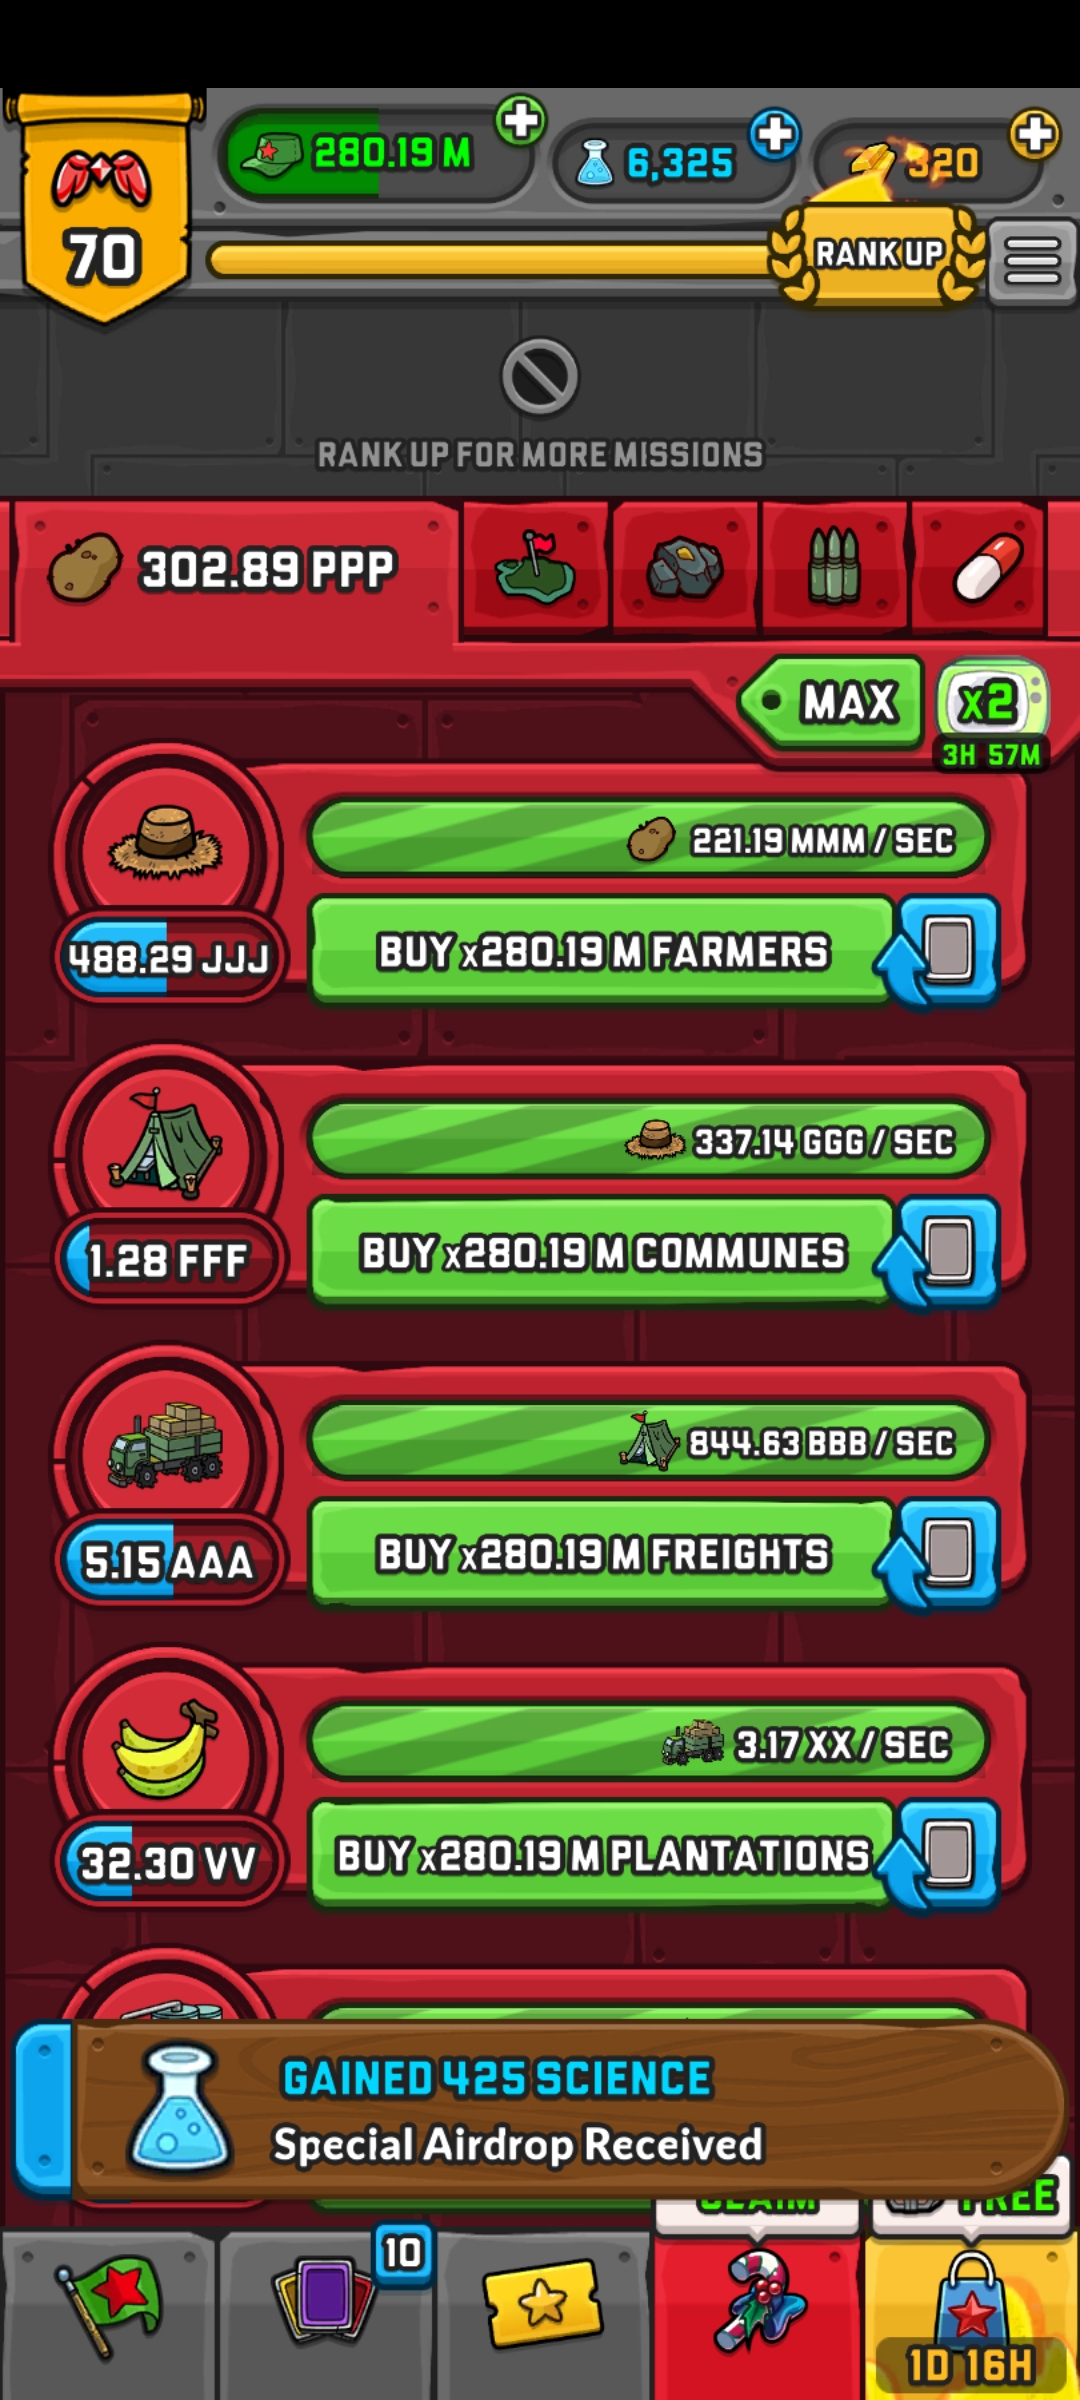 70
280.19 M
6,325
320
RANK UP
RANK UP FOR MORE MISSIONS
302.89 PPP
MAX
x2
3H 57M
221.19 MMM / SEC
488.29 JJJ
BUY x280.19 M FARMERS
337.14 GGG / SEC
1.28 FFF
BUY x280.19 M COMMUNES
844.63 BBB / SEC
5.15 AAA
BUY x280.19 M FREIGHTS
3.17 XX / SEC
32.30 VV
BUY x280.19 M PLANTATIONS
GAINED 425 SCIENCE
Special Airdrop Received
CLAIM
FREE
10
1D 16H